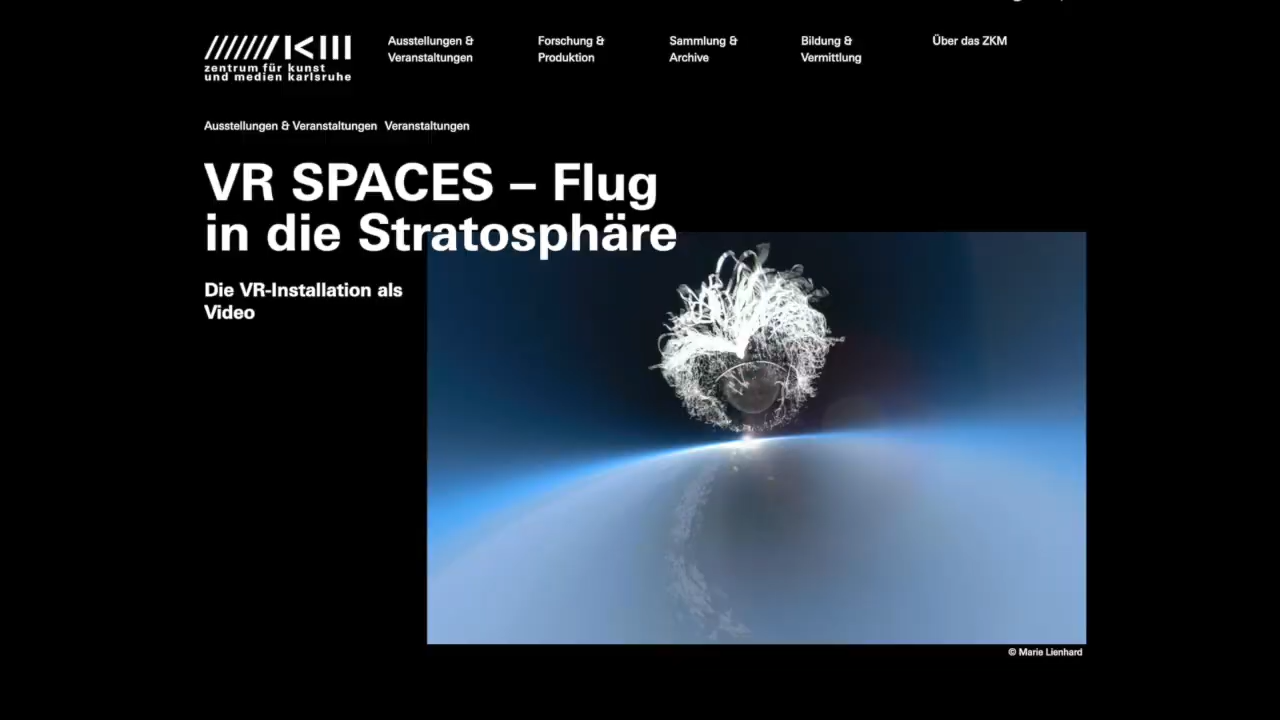 zentrum für kunst
und medien karlsruhe
Ausstellungen &
Veranstaltungen
Forschung &
Produktion
Sammlung &
Archive
Bildung &
Vermittlung
Über das ZKM
Ausstellungen & Veranstaltungen Veranstaltungen
VR SPACES – Flug
in die Stratosphäre
Die VR-Installation als
Video
© Marie Lienhard